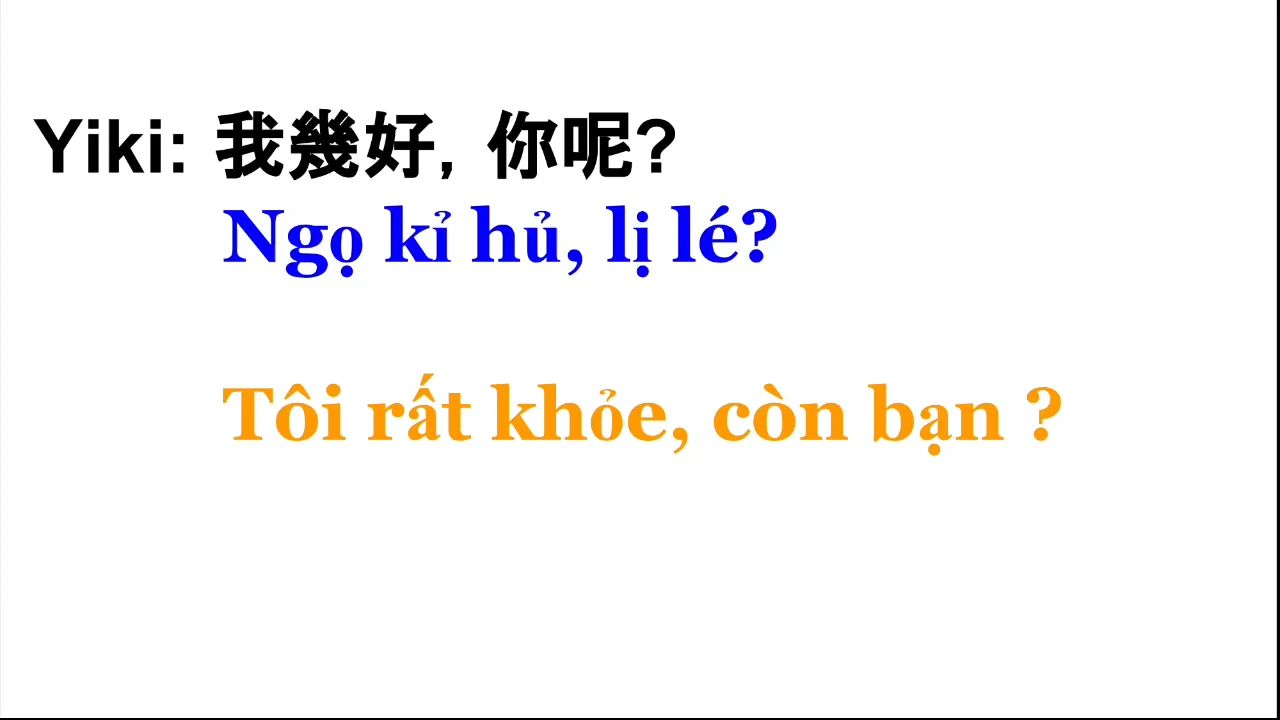 Yiki: 我幾好, 你呢?
Ngọ kỉ hủ, lị lé?
Tôi rất khỏe, còn bạn ?